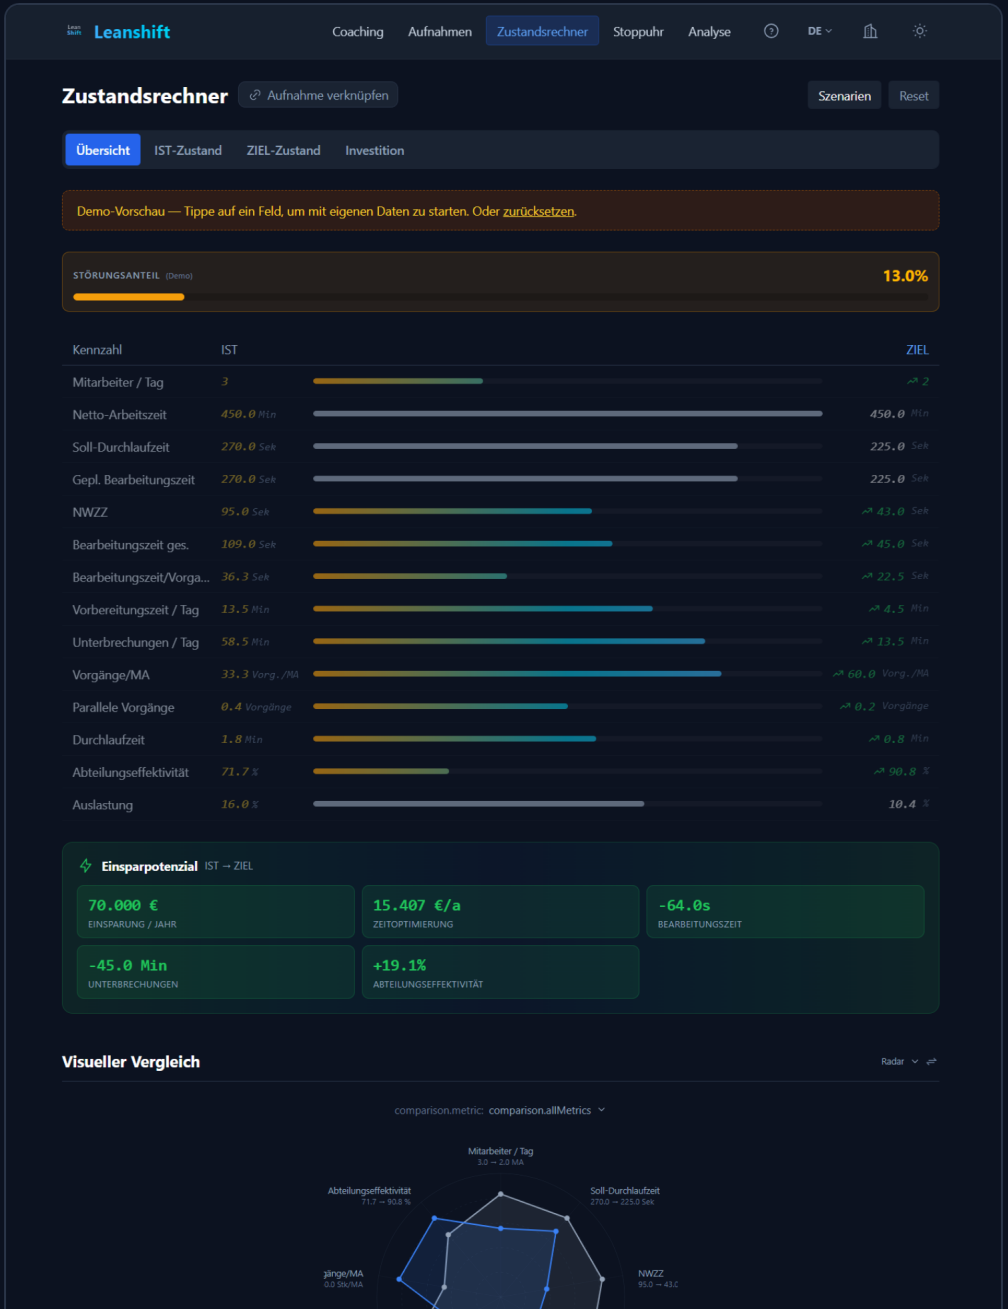 Lean Shift Leanshift Coaching Aufnahmen Zustandsrechner Stoppuhr Analyse ? DE
Zustandsrechner Aufnahme verknüpfen Szenarien Reset
Übersicht IST-Zustand ZIEL-Zustand Investition
Demo-Vorschau — Tippe auf ein Feld, um mit eigenen Daten zu starten. Oder zurücksetzen.
STÖRUNGSANTEIL (Demo) 13.0%
Kennzahl IST ZIEL
Mitarbeiter / Tag 3 2
Netto-Arbeitszeit 450.0 Min 450.0 Min
Soll-Durchlaufzeit 270.0 Sek 225.0 Sek
Gepl. Bearbeitungszeit 270.0 Sek 225.0 Sek
NWZZ 95.0 Sek 43.0 Sek
Bearbeitungszeit ges. 109.0 Sek 45.0 Sek
Bearbeitungszeit/Vorga... 36.3 Sek 22.5 Sek
Vorbereitungszeit / Tag 13.5 Min 4.5 Min
Unterbrechungen / Tag 58.5 Min 13.5 Min
Vorgänge/MA 33.3 Vorg./MA 60.0 Vorg./MA
Parallele Vorgänge 0.4 Vorgänge 0.2 Vorgänge
Durchlaufzeit 1.8 Min 0.8 Min
Abteilungseffektivität 71.7 % 90.8 %
Auslastung 16.0 % 10.4 %
Einsparpotenzial IST → ZIEL
70.000 € 15.407 €/a -64.0s
EINSPARUNG / JAHR ZEITOPTIMIERUNG BEARBEITUNGSZEIT
-45.0 Min +19.1%
UNTERBRECHUNGEN ABTEILUNGSEFFEKTIVITÄT
Visueller Vergleich Radar
comparison.metric: comparison.allMetrics
Mitarbeiter / Tag
3.0 → 2.0 MA
Abteilungseffektivität Soll-Durchlaufzeit
71.7 → 90.8 % 270.0 → 225.0 Sek
gänge/MA NWZZ
0.0 Stk/MA 95.0 → 43.0